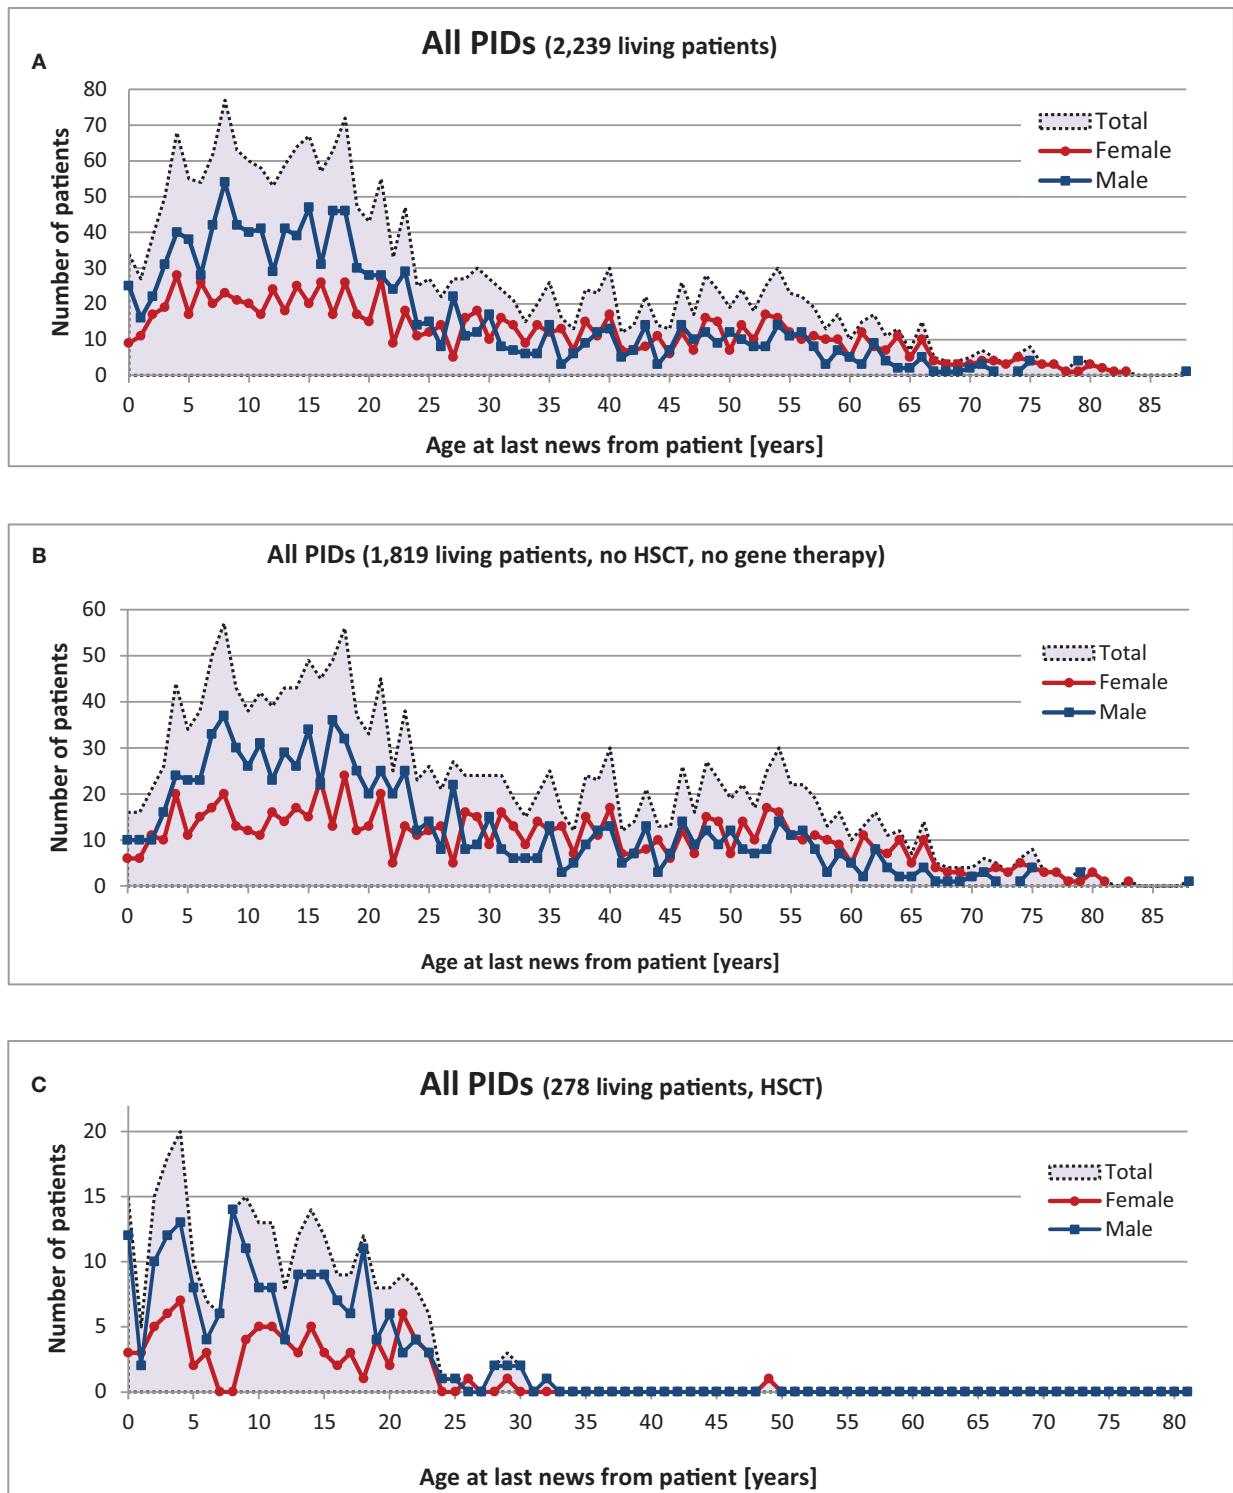 A
All PIDs (2,239 living patients)
80
70
60
50
40
30
20
10
0
Number of patients
Total
Female
Male
0 5 10 15 20 25 30 35 40 45 50 55 60 65 70 75 80 85
Age at last news from patient [years]
B
All PIDs (1,819 living patients, no HSCT, no gene therapy)
60
50
40
30
20
10
0
Number of patients
Total
Female
Male
0 5 10 15 20 25 30 35 40 45 50 55 60 65 70 75 80 85
Age at last news from patient [years]
C
All PIDs (278 living patients, HSCT)
20
15
10
5
0
Number of patients
Total
Female
Male
0 5 10 15 20 25 30 35 40 45 50 55 60 65 70 75 80
Age at last news from patient [years]